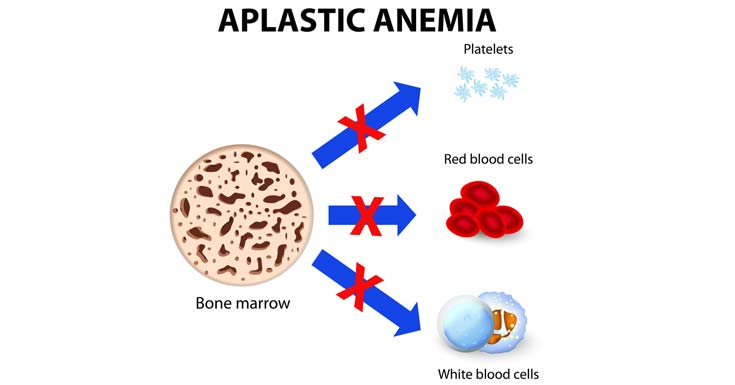 APLASTIC ANEMIA
Platelets
Red blood cells
Bone marrow
White blood cells